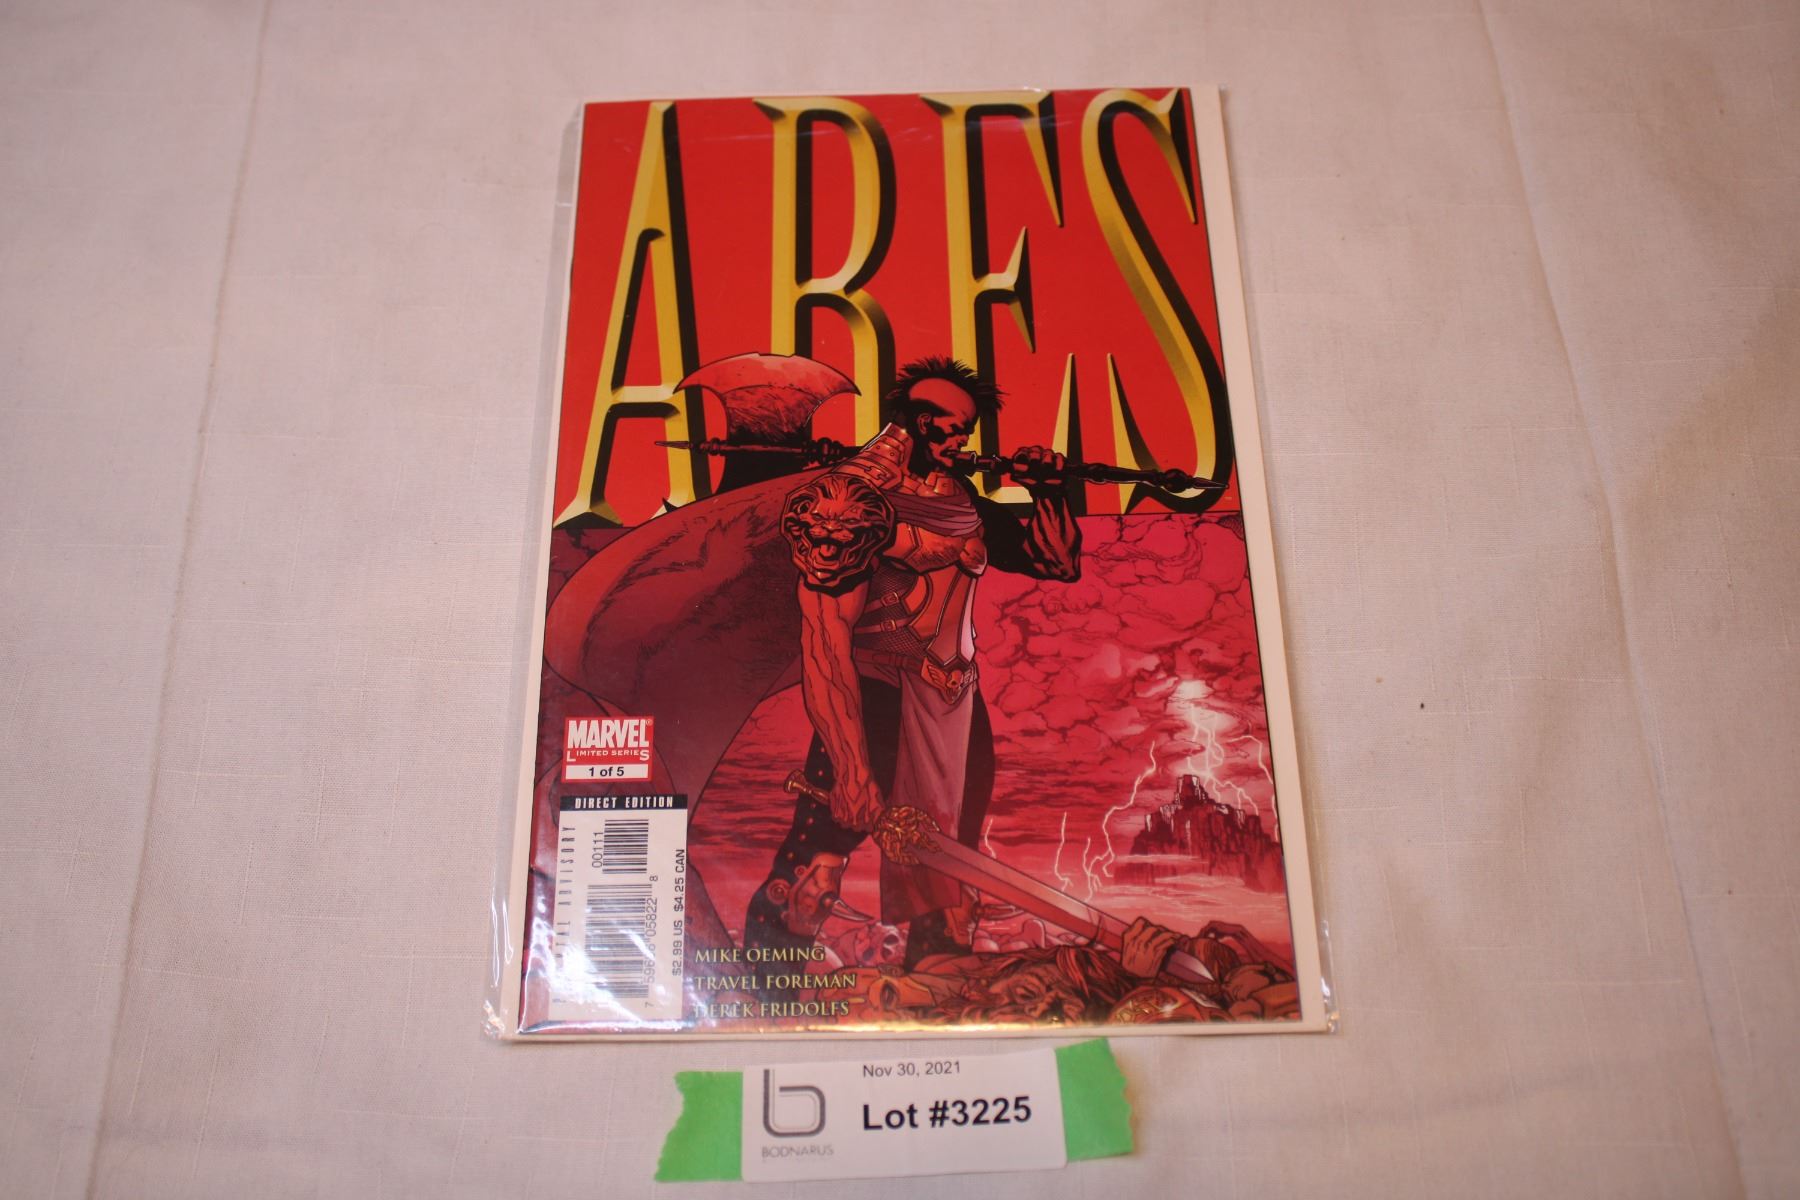 ARES
MARVEL
LIMITED SERIES
1 of 5
DIRECT EDITION
00111
$2.99 US $4.25 CAN
MIKE OEMING
TRAVEL FOREMAN
DEREK FRIDOLFS
Nov 30, 2021
Lot #3225
BODNARUS